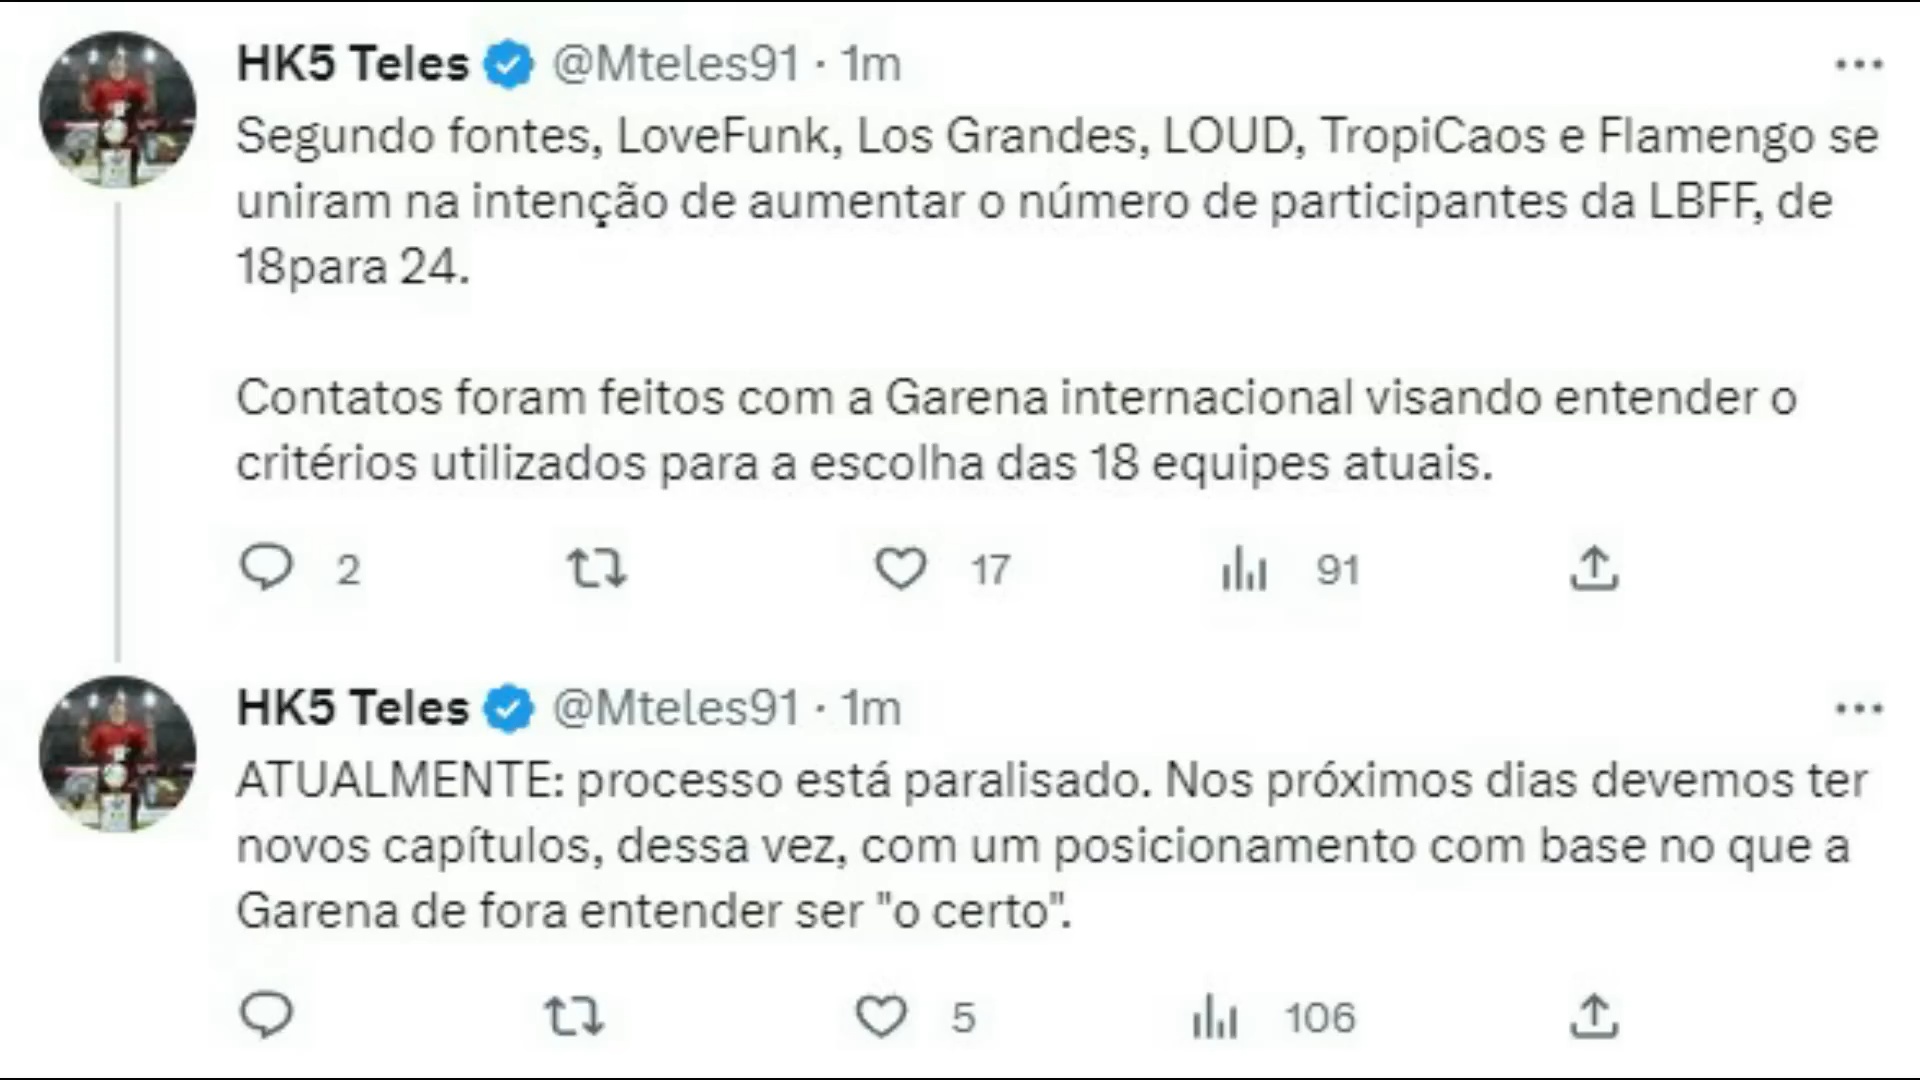 HK5 Teles @Mteles91 · 1m
Segundo fontes, LoveFunk, Los Grandes, LOUD, TropiCaos e Flamengo se
uniram na intenção de aumentar o número de participantes da LBFF, de
18para 24.
Contatos foram feitos com a Garena internacional visando entender o
critérios utilizados para a escolha das 18 equipes atuais.
2 17 91
HK5 Teles @Mteles91 · 1m
ATUALMENTE: processo está paralisado. Nos próximos dias devemos ter
novos capítulos, dessa vez, com um posicionamento com base no que a
Garena de fora entender ser "o certo".
5 106